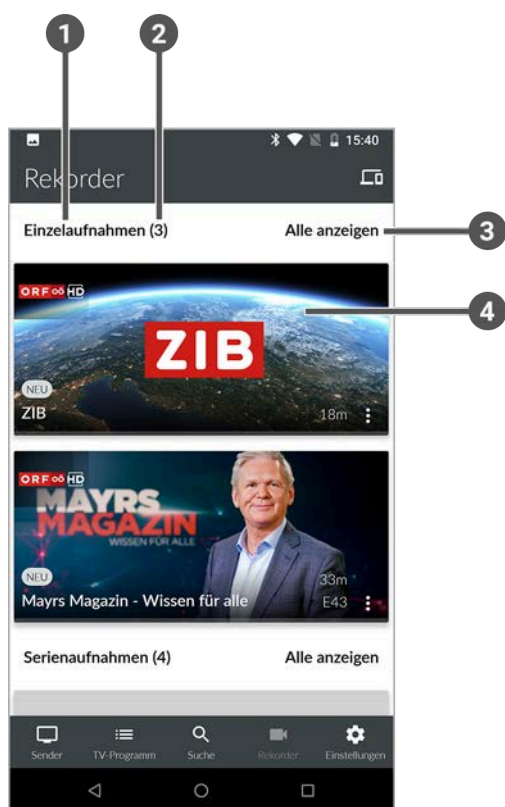 1 2
15:40
Rekorder
Einzelaufnahmen (3) Alle anzeigen
3
4
ORF OÖ HD
ZIB
NEU
ZIB 18m
ORF OÖ HD
MAYRS
MAGAZIN
WISSEN FÜR ALLE
NEU
33m
Mayrs Magazin - Wissen für alle E43
Serienaufnahmen (4) Alle anzeigen
Sender TV-Programm Suche Rekorder Einstellungen